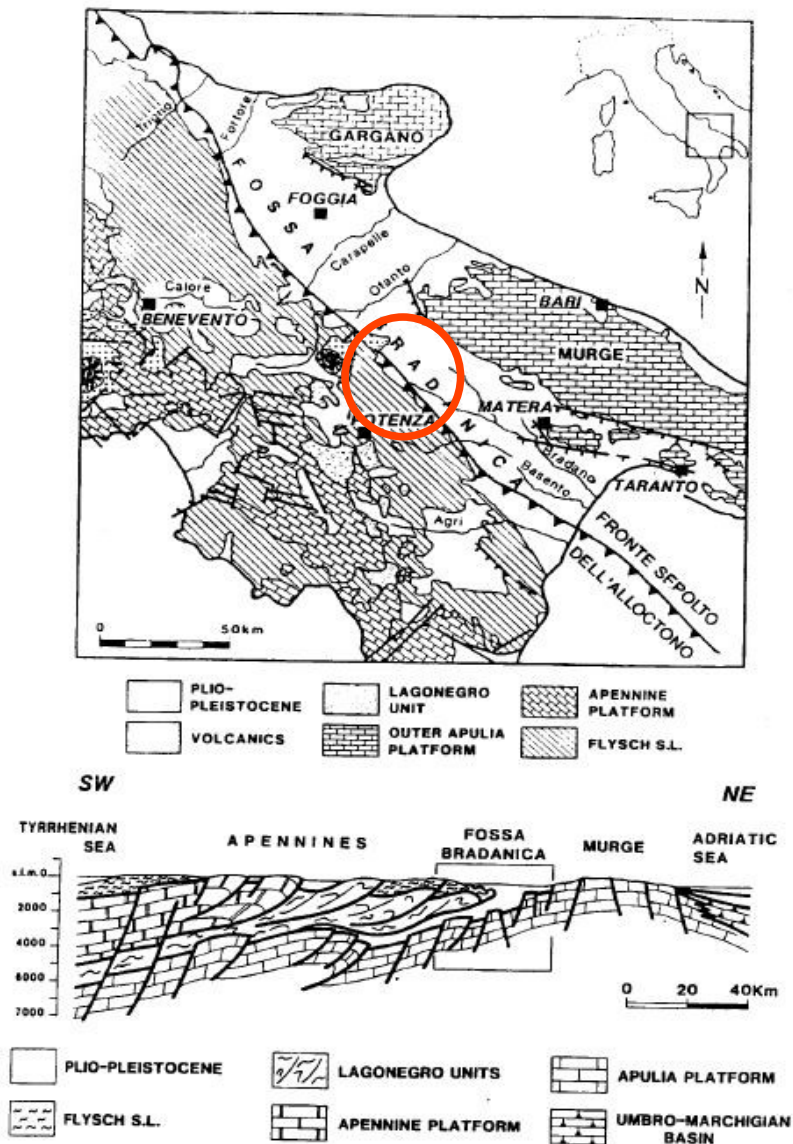 GARGANO
Trigno
Fortore
FOSSA
FOGGIA
Carapelle
Ofanto
N
Calore
BENEVENTO
BARI
MURGE
BRADANICA
MATERA
POTENZA
Bradano
TARANTO
Basento
Agri
FRONTE SEPOLTO
DELL'ALLOCTONO
0 50km
PLIO-
PLEISTOCENE
LAGONEGRO
UNIT
APENNINE
PLATFORM
VOLCANICS
OUTER APULIA
PLATFORM
FLYSCH S.L.
SW
NE
TYRRHENIAN
SEA
APENNINES
FOSSA
BRADANICA
MURGE
ADRIATIC
SEA
s.l.m.0
2000
4000
6000
7000
0 20 40Km
PLIO-PLEISTOCENE
LAGONEGRO UNITS
APULIA PLATFORM
FLYSCH S.L.
APENNINE PLATFORM
UMBRO-MARCHIGIAN
BASIN